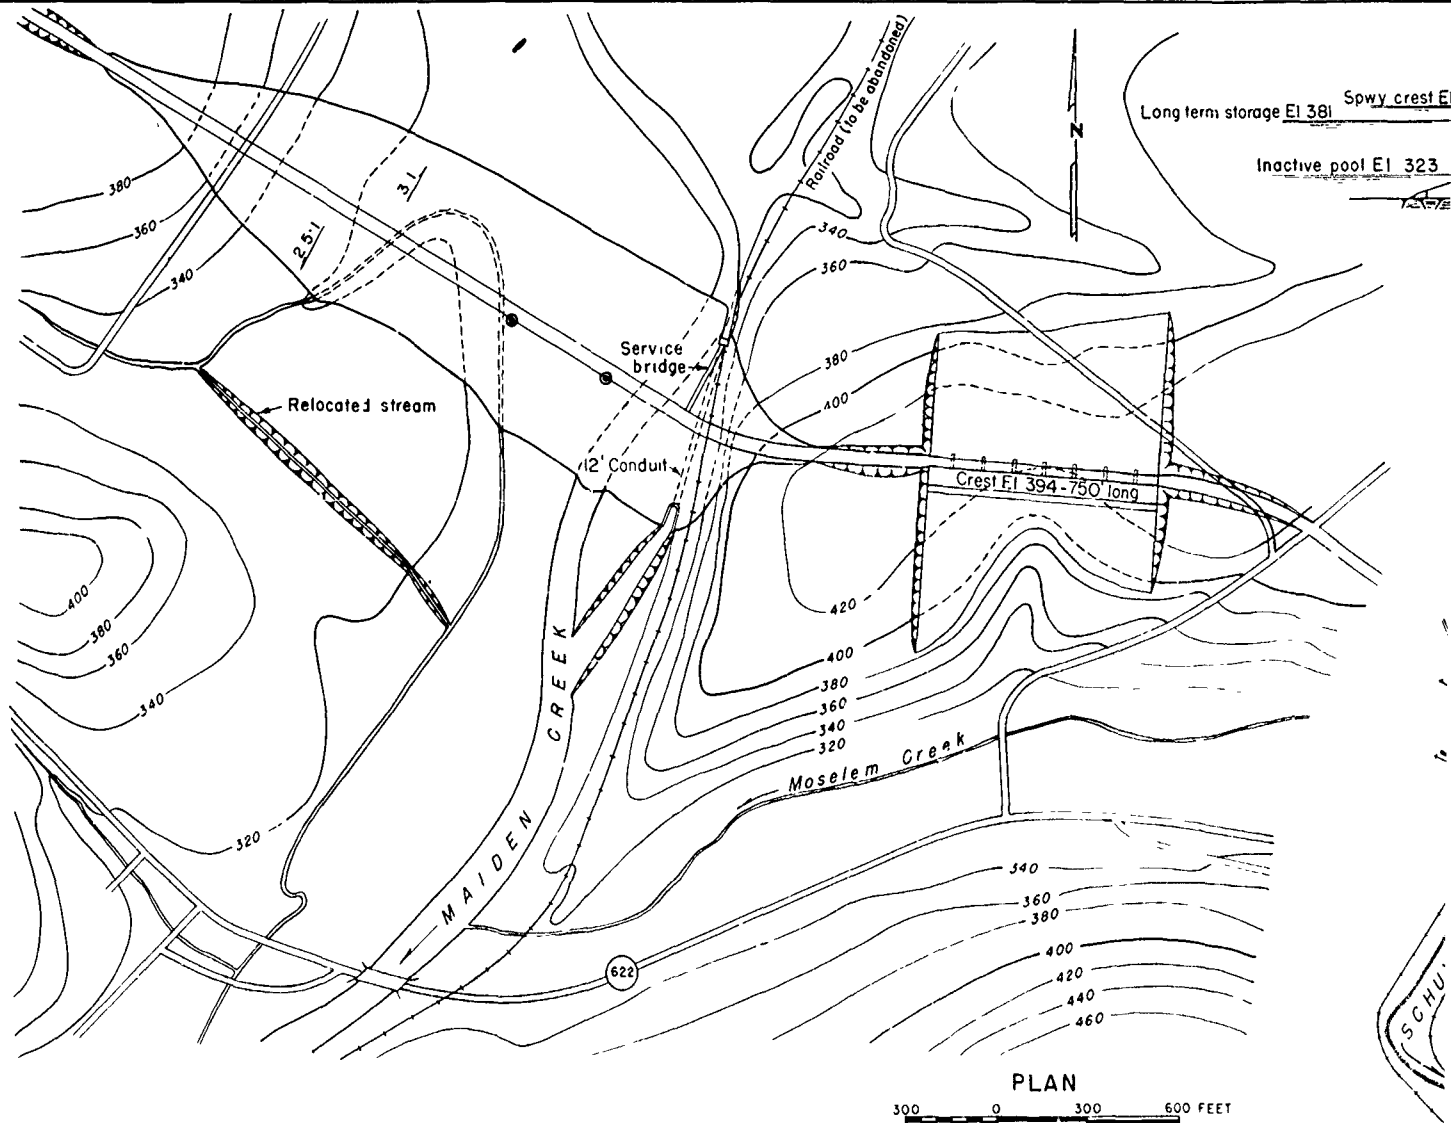 Railroad (to be abandoned)
N
Spwy crest El
Long term storage El 381
Inactive pool El 323
380
360
340
3.1
2.5:1
340
360
380
400
Service
bridge
Relocated stream
12' Conduit
Crest El 394-750' long
420
400
380
360
340
320
400
380
360
340
320
MAIDEN CREEK
Moselem Creek
622
340
360
380
400
420
440
460
SCHU
PLAN
300 0 300 600 FEET